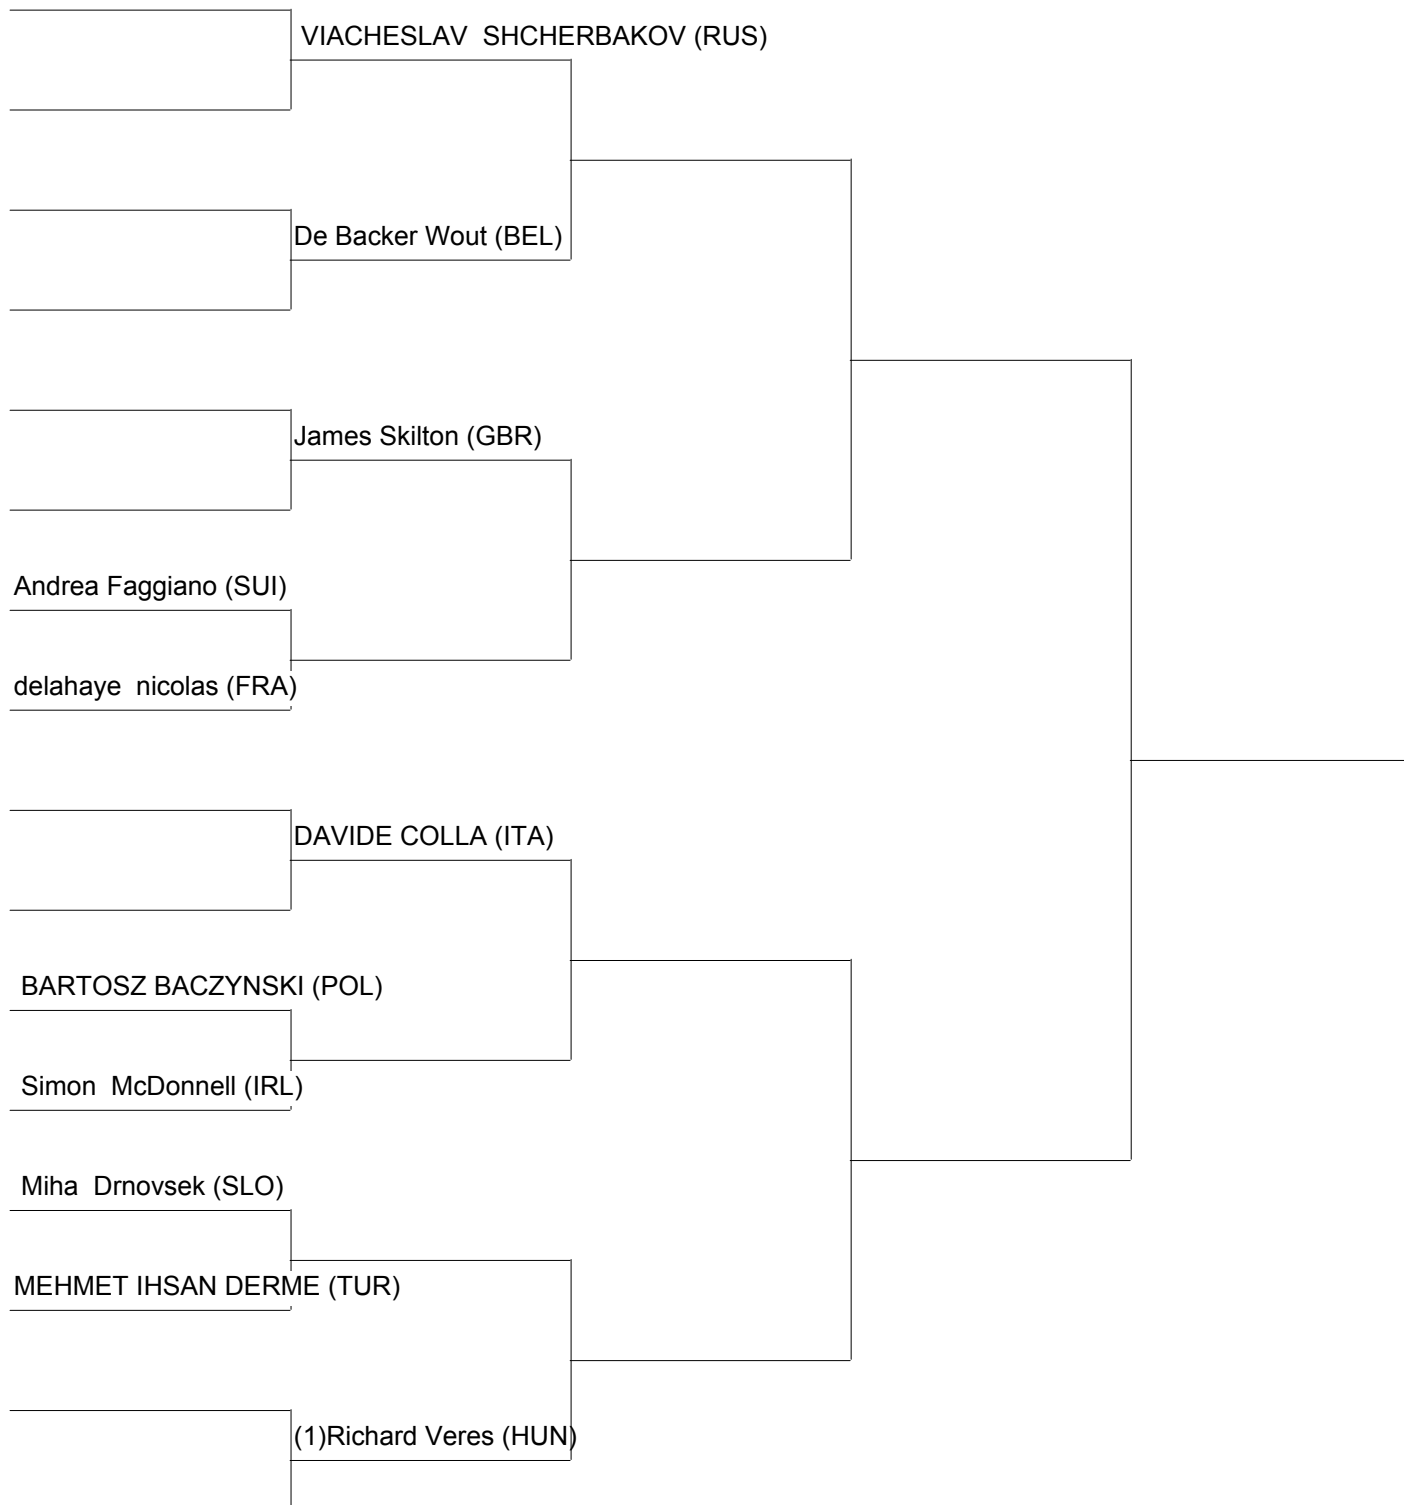 VIACHESLAV  SHCHERBAKOV (RUS)
De Backer Wout (BEL)
James Skilton (GBR)
Andrea Faggiano (SUI)
delahaye  nicolas (FRA)
DAVIDE COLLA (ITA)
BARTOSZ BACZYNSKI (POL)
Simon  McDonnell (IRL)
Miha  Drnovsek (SLO)
MEHMET IHSAN DERME (TUR)
(1)Richard Veres (HUN)